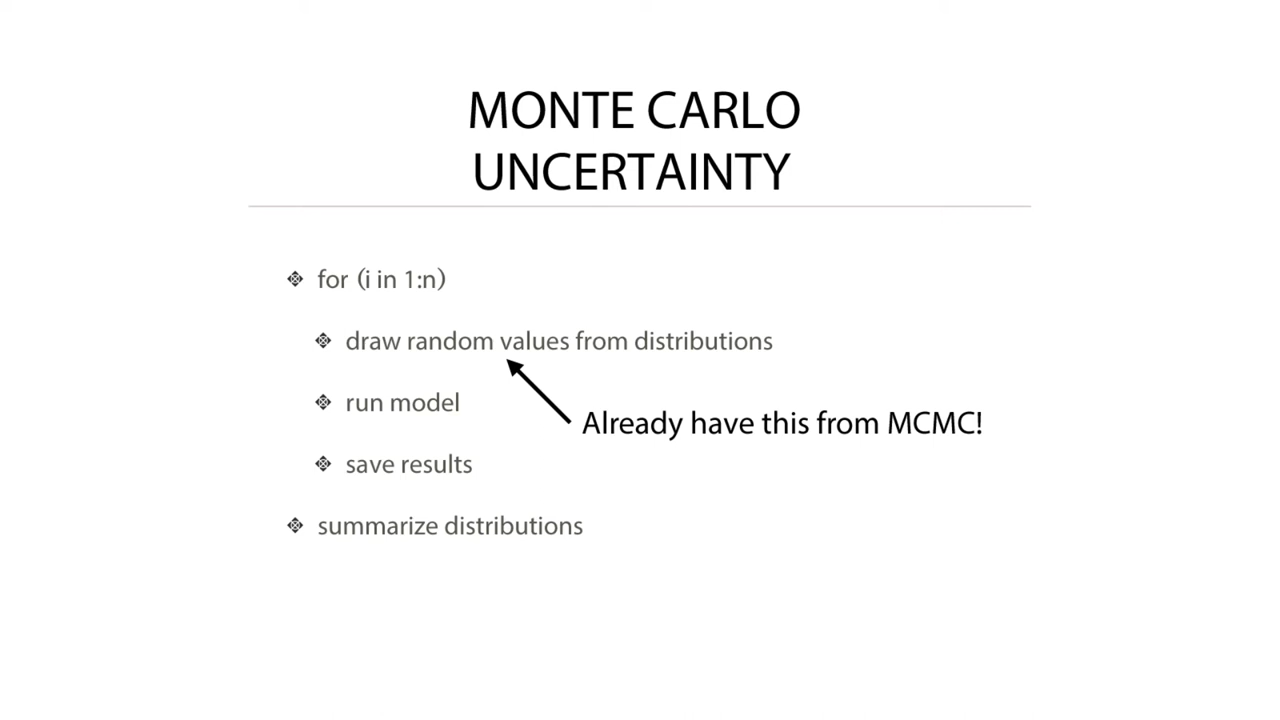 MONTE CARLO
UNCERTAINTY
for (i in 1:n)
draw random values from distributions
run model
Already have this from MCMC!
save results
summarize distributions